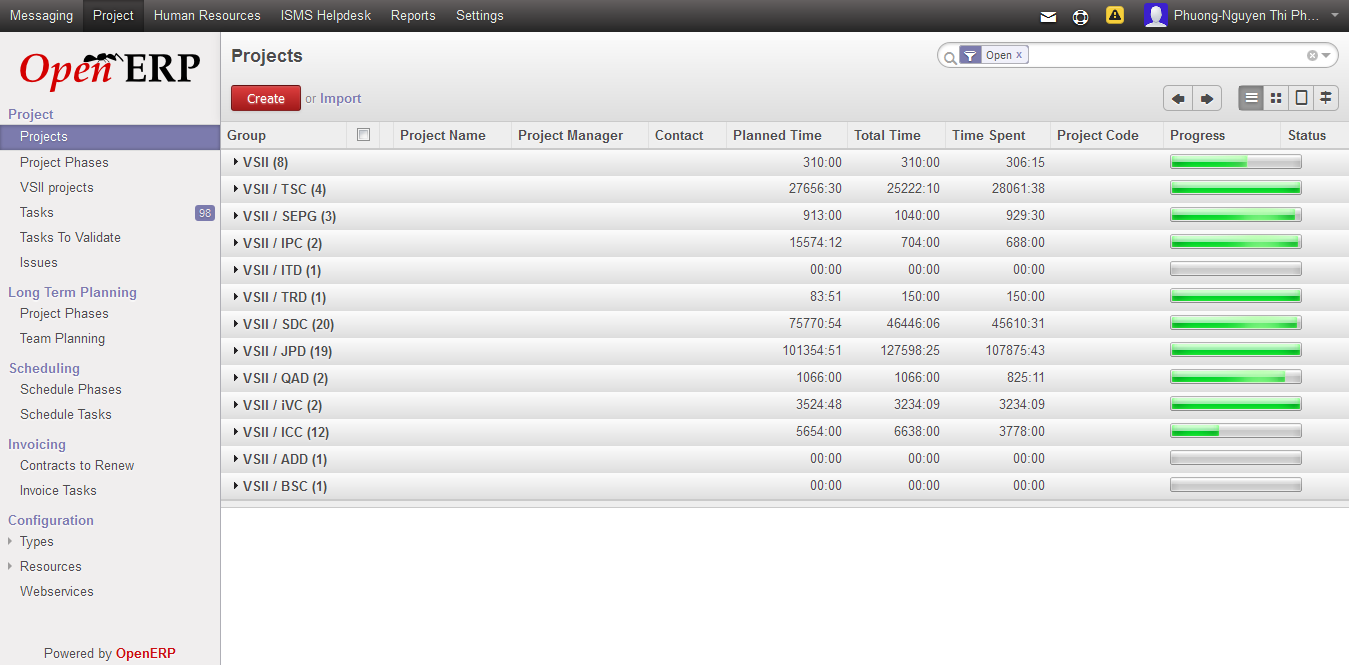 Messaging Project Human Resources ISMS Helpdesk Reports Settings Phuong-Nguyen Thi Ph...
Open ERP
Project
Projects
Project Phases
VSII projects
Tasks 98
Tasks To Validate
Issues
Long Term Planning
Project Phases
Team Planning
Scheduling
Schedule Phases
Schedule Tasks
Invoicing
Contracts to Renew
Invoice Tasks
Configuration
Types
Resources
Webservices
Powered by OpenERP
Projects
Open x
Create or Import
Group Project Name Project Manager Contact Planned Time Total Time Time Spent Project Code Progress Status
VSII (8) 310:00 310:00 306:15
VSII / TSC (4) 27656:30 25222:10 28061:38
VSII / SEPG (3) 913:00 1040:00 929:30
VSII / IPC (2) 15574:12 704:00 688:00
VSII / ITD (1) 00:00 00:00 00:00
VSII / TRD (1) 83:51 150:00 150:00
VSII / SDC (20) 75770:54 46446:06 45610:31
VSII / JPD (19) 101354:51 127598:25 107875:43
VSII / QAD (2) 1066:00 1066:00 825:11
VSII / iVC (2) 3524:48 3234:09 3234:09
VSII / ICC (12) 5654:00 6638:00 3778:00
VSII / ADD (1) 00:00 00:00 00:00
VSII / BSC (1) 00:00 00:00 00:00